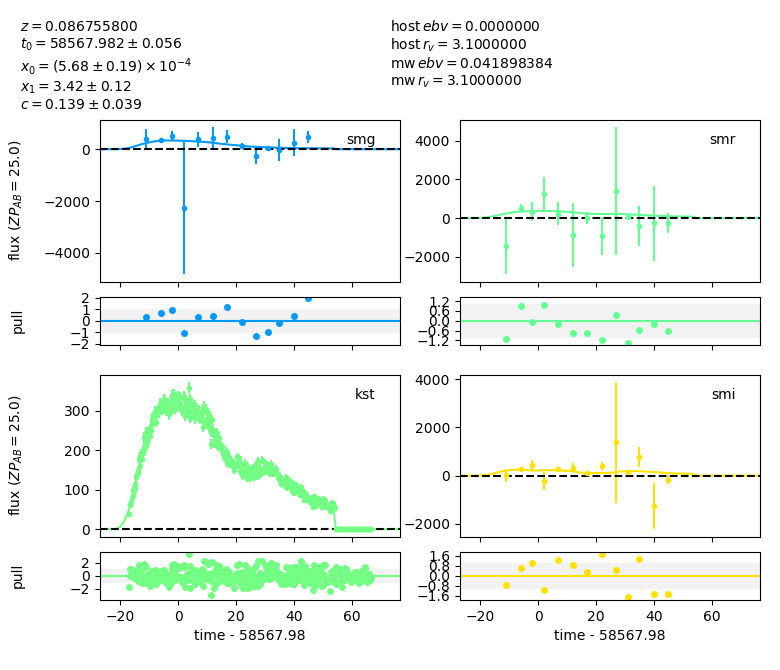 z = 0.086755800
t₀ = 58567.982 ± 0.056
x₀ = (5.68 ± 0.19) × 10⁻⁴
x₁ = 3.42 ± 0.12
c = 0.139 ± 0.039
host ebv = 0.0000000
host rᵥ = 3.1000000
mw ebv = 0.041898384
mw rᵥ = 3.1000000
smg
0
−2000
−4000
flux (ZP_AB = 25.0)
smr
4000
2000
0
−2000
2
1
0
−1
−2
pull
1.2
0.6
0.0
−0.6
−1.2
kst
300
200
100
0
flux (ZP_AB = 25.0)
smi
4000
2000
0
−2000
2
0
−2
pull
−20 0 20 40 60
time - 58567.98
1.6
0.8
0.0
−0.8
−1.6
−20 0 20 40 60
time - 58567.98